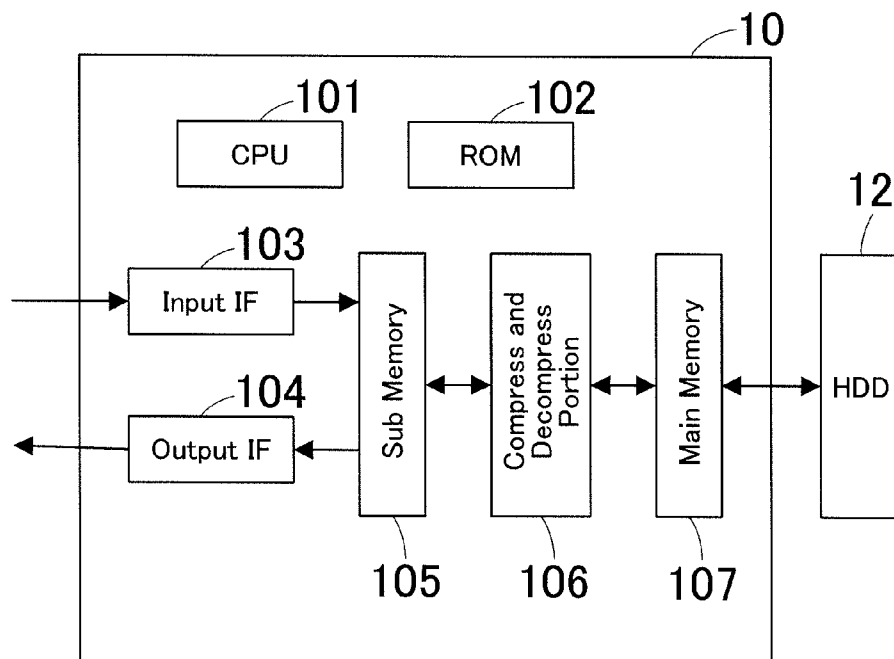 10
101
102
CPU
ROM
12
103
Input IF
Sub Memory
Compress and
Decompress
Portion
Main Memory
HDD
104
Output IF
105
106
107